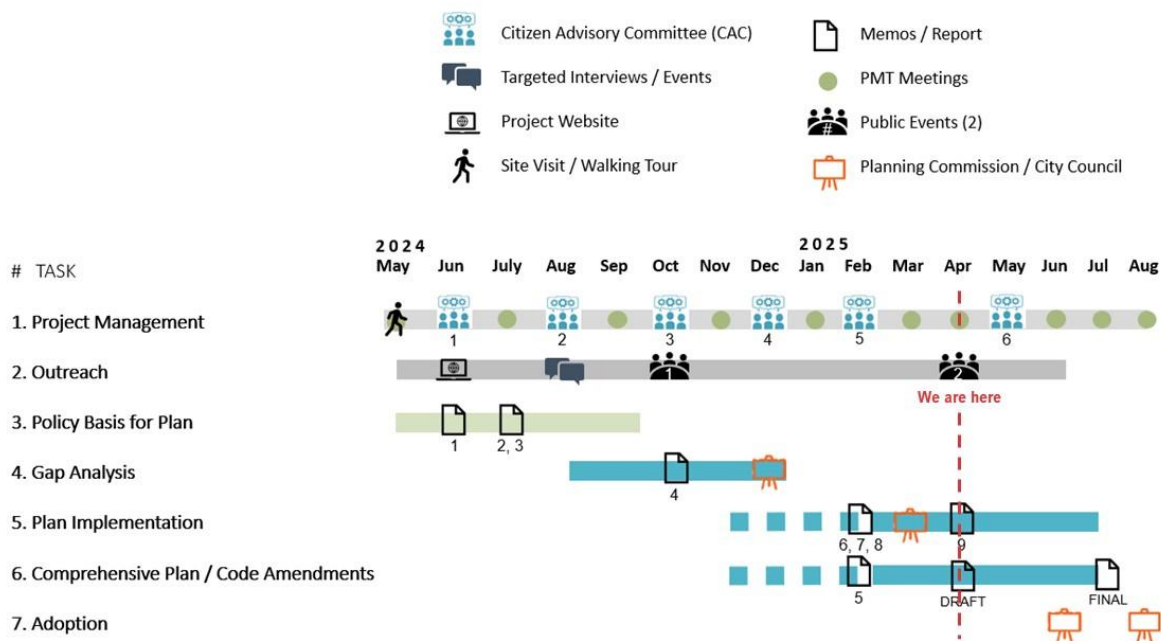 Citizen Advisory Committee (CAC)
Memos / Report
Targeted Interviews / Events
PMT Meetings
Project Website
#
Public Events (2)
Site Visit / Walking Tour
Planning Commission / City Council
2024
2025
# TASK
May Jun July Aug Sep Oct Nov Dec Jan Feb Mar Apr May Jun Jul Aug
1. Project Management
1 2 3 4 5 6
2. Outreach
1 2
We are here
3. Policy Basis for Plan
1 2, 3
4. Gap Analysis
4
5. Plan Implementation
6, 7, 8 9
6. Comprehensive Plan / Code Amendments
5 DRAFT FINAL
7. Adoption